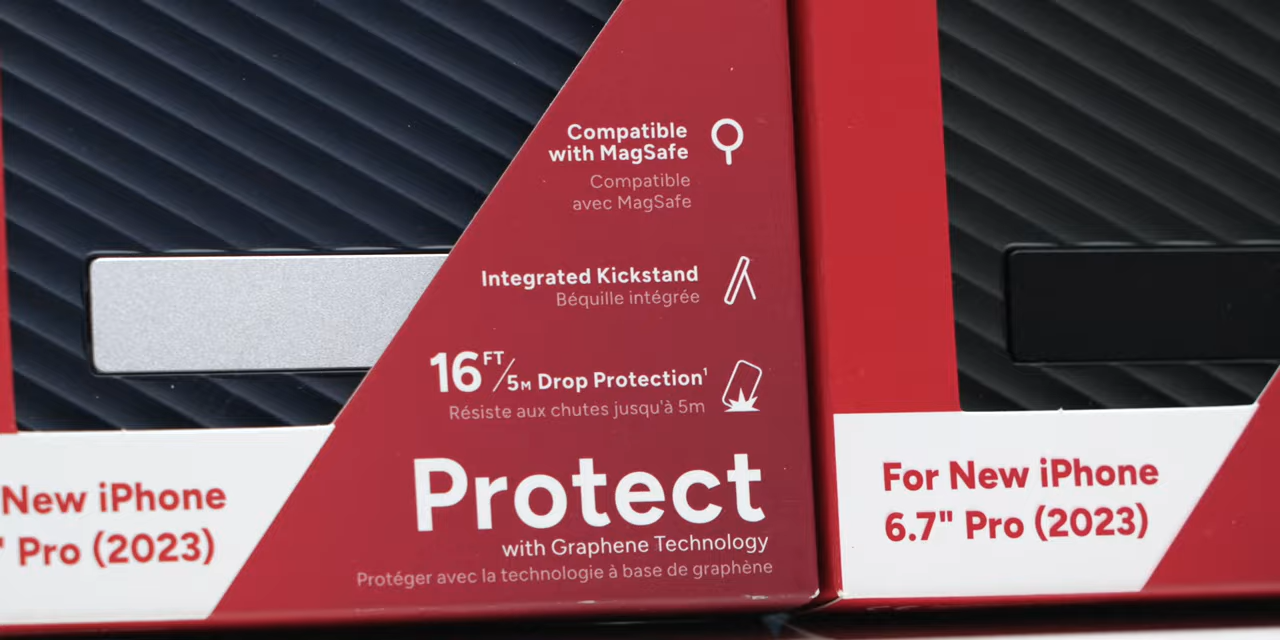 Compatible
with MagSafe
Compatible
avec MagSafe
Integrated Kickstand
Béquille intégrée
16FT/5M Drop Protection¹
Résiste aux chutes jusqu'à 5m
Protect
with Graphene Technology
Protéger avec la technologie à base de graphène
New iPhone
" Pro (2023)
For New iPhone
6.7" Pro (2023)